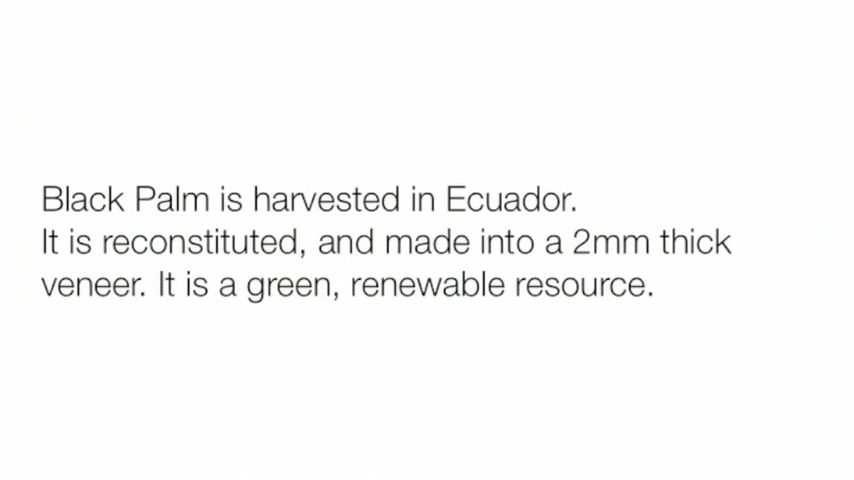 Black Palm is harvested in Ecuador.
It is reconstituted, and made into a 2mm thick
veneer. It is a green, renewable resource.